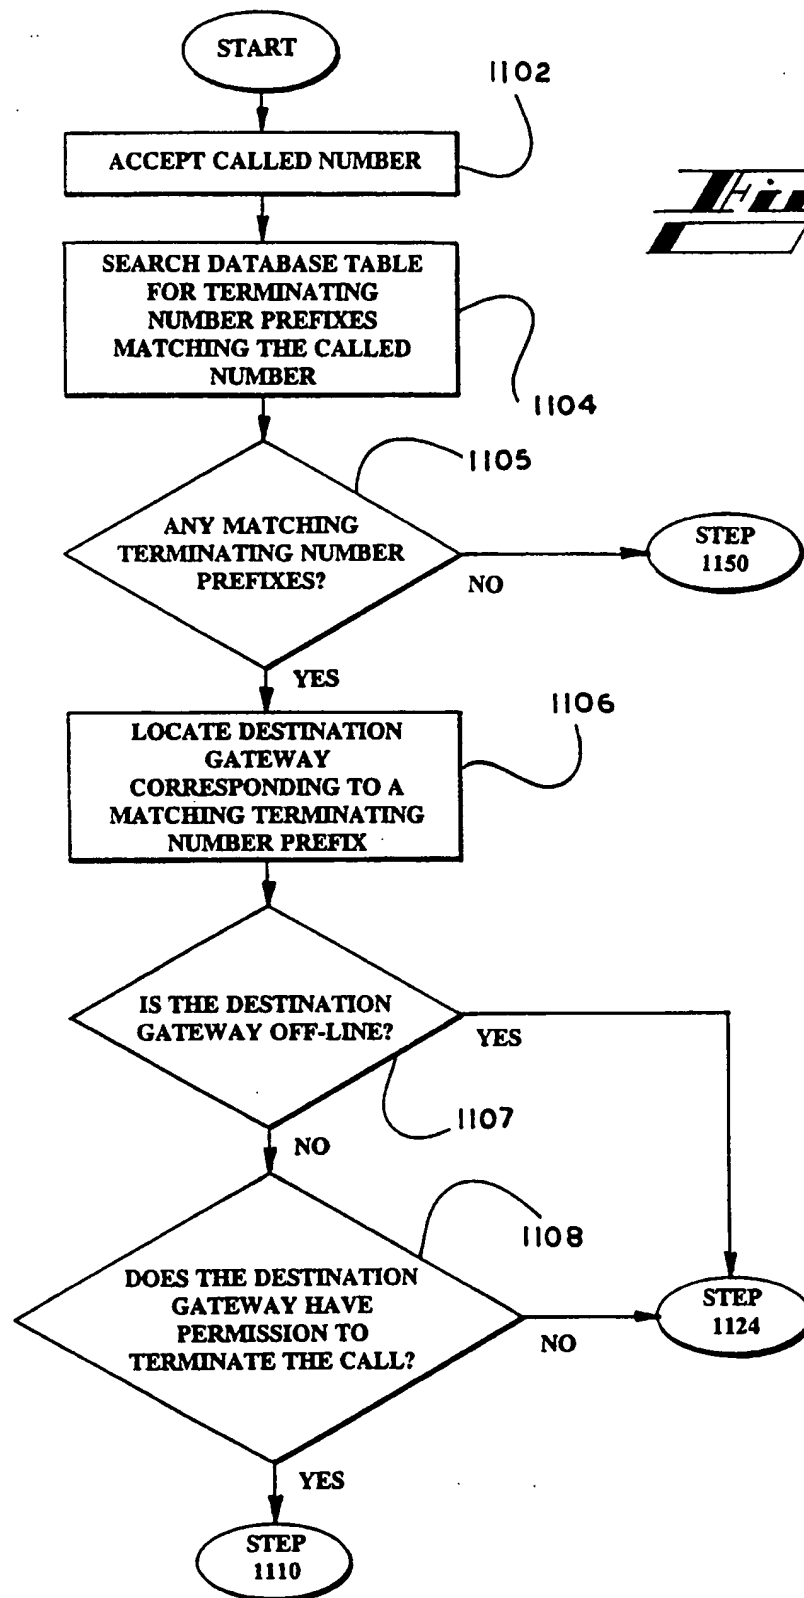 START
1102
ACCEPT CALLED NUMBER
SEARCH DATABASE TABLE
FOR TERMINATING
NUMBER PREFIXES
MATCHING THE CALLED
NUMBER
1104
1105
ANY MATCHING
TERMINATING NUMBER
PREFIXES?
NO
STEP
1150
YES
1106
LOCATE DESTINATION
GATEWAY
CORRESPONDING TO A
MATCHING TERMINATING
NUMBER PREFIX
IS THE DESTINATION
GATEWAY OFF-LINE?
YES
1107
NO
1108
DOES THE DESTINATION
GATEWAY HAVE
PERMISSION TO
TERMINATE THE CALL?
NO
STEP
1124
YES
STEP
1110